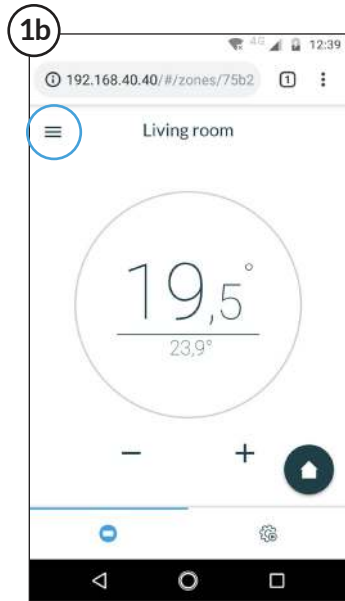 1b
4G 12:39
192.168.40.40/#/zones/75b2 1
Living room
19,5°
23,9°
− +